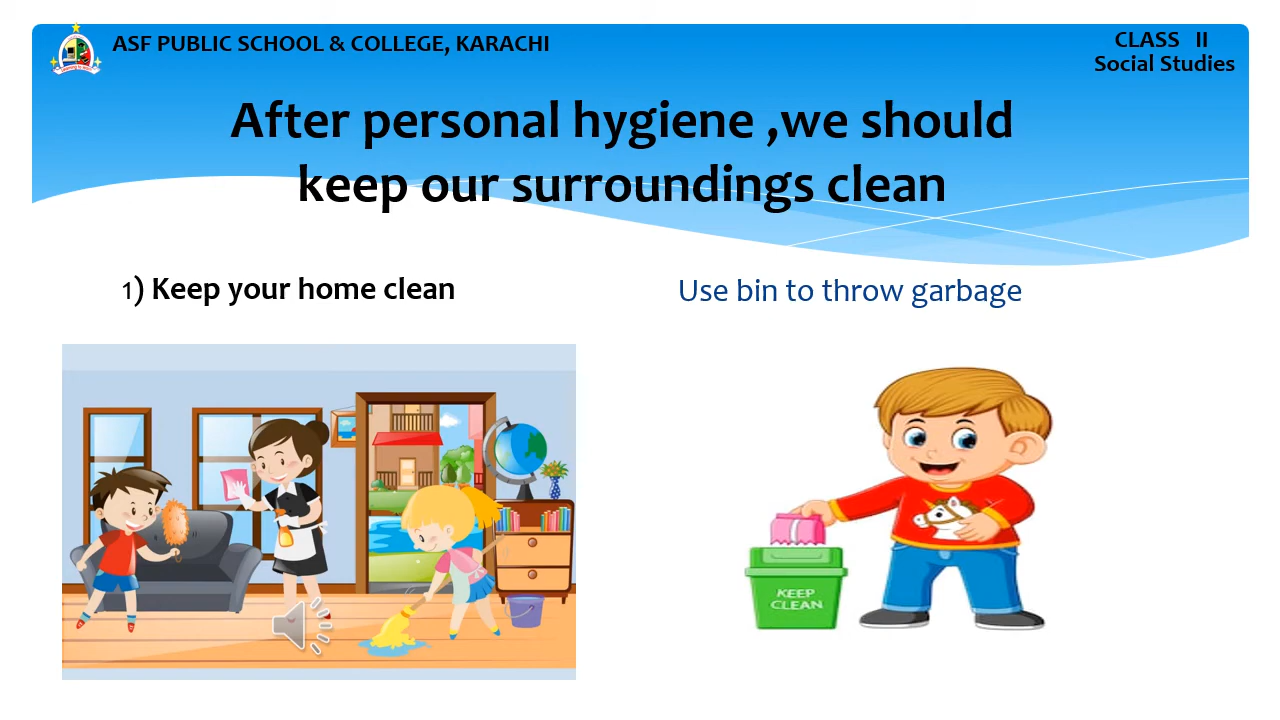 ASF PUBLIC SCHOOL & COLLEGE, KARACHI
CLASS II
Social Studies
After personal hygiene ,we should
keep our surroundings clean
1) Keep your home clean
Use bin to throw garbage
KEEP
CLEAN